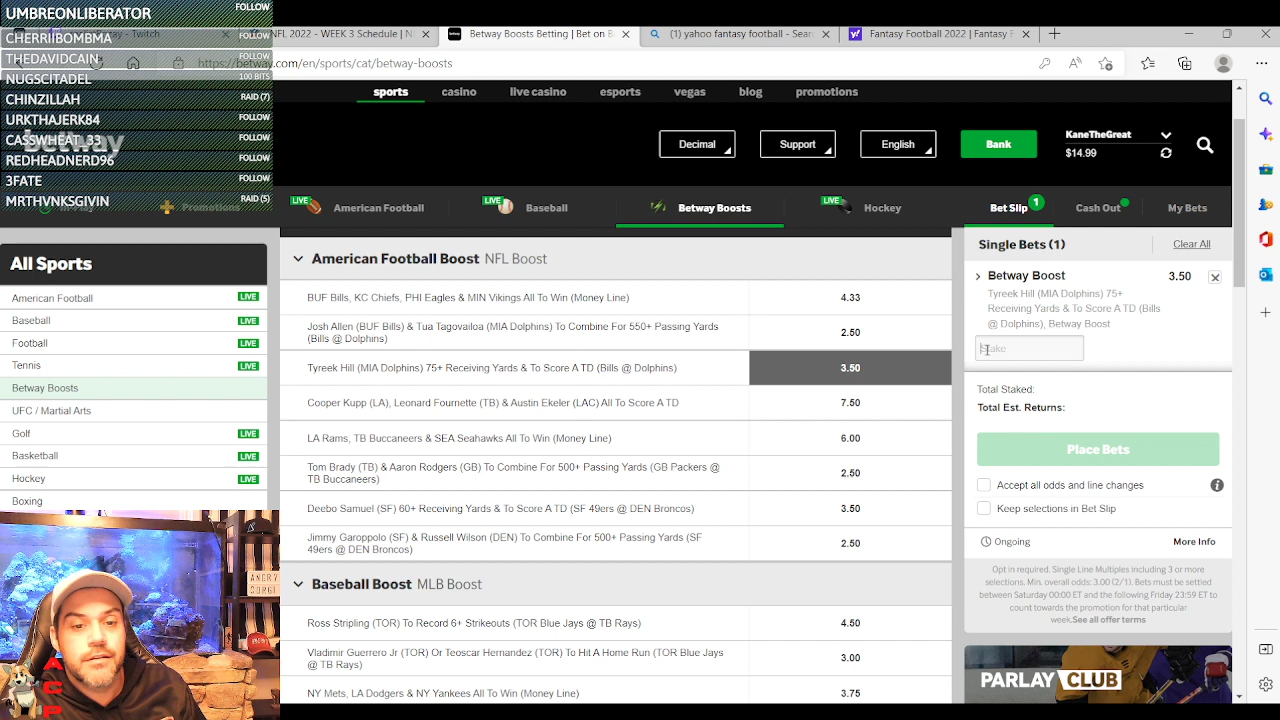 UMBREONLIBERATOR FOLLOW
CHERRIIBOMBMA FOLLOW
THEDAVIDCAIN FOLLOW
NUGSCITADEL 100 BITS
CHINZILLAH RAID (7)
URKTHAJERK84 FOLLOW
CASSWHEAT_33 FOLLOW
REDHEADNERD96 FOLLOW
3FATE FOLLOW
MRTHVNKSGIVIN RAID (5)
betway
Promotions
Twitch
NFL 2022 - WEEK 3 Schedule | N
Betway Boosts Betting | Bet on B
(1) yahoo fantasy football - Sear
Fantasy Football 2022 | Fantasy F
https://betway.com/en/sports/cat/betway-boosts
sports casino live casino esports vegas blog promotions
Decimal Support English Bank KaneTheGreat
$14.99
LIVE American Football LIVE Baseball Betway Boosts LIVE Hockey Bet Slip 1 Cash Out My Bets
All Sports
American Football LIVE
Baseball LIVE
Football LIVE
Tennis LIVE
Betway Boosts
UFC / Martial Arts
Golf LIVE
Basketball LIVE
Hockey LIVE
Boxing
American Football Boost NFL Boost
BUF Bills, KC Chiefs, PHI Eagles & MIN Vikings All To Win (Money Line) 4.33
Josh Allen (BUF Bills) & Tua Tagovailoa (MIA Dolphins) To Combine For 550+ Passing Yards
(Bills @ Dolphins) 2.50
Tyreek Hill (MIA Dolphins) 75+ Receiving Yards & To Score A TD (Bills @ Dolphins) 3.50
Cooper Kupp (LA), Leonard Fournette (TB) & Austin Ekeler (LAC) All To Score A TD 7.50
LA Rams, TB Buccaneers & SEA Seahawks All To Win (Money Line) 6.00
Tom Brady (TB) & Aaron Rodgers (GB) To Combine For 500+ Passing Yards (GB Packers @
TB Buccaneers) 2.50
Deebo Samuel (SF) 60+ Receiving Yards & To Score A TD (SF 49ers @ DEN Broncos) 3.50
Jimmy Garoppolo (SF) & Russell Wilson (DEN) To Combine For 500+ Passing Yards (SF
49ers @ DEN Broncos) 2.50
Baseball Boost MLB Boost
Ross Stripling (TOR) To Record 6+ Strikeouts (TOR Blue Jays @ TB Rays) 4.50
Vladimir Guerrero Jr (TOR) Or Teoscar Hernandez (TOR) To Hit A Home Run (TOR Blue Jays
@ TB Rays) 3.00
NY Mets, LA Dodgers & NY Yankees All To Win (Money Line) 3.75
Single Bets (1) Clear All
Betway Boost 3.50
Tyreek Hill (MIA Dolphins) 75+
Receiving Yards & To Score A TD (Bills
@ Dolphins), Betway Boost
Stake
Total Staked:
Total Est. Returns:
Place Bets
Accept all odds and line changes
Keep selections in Bet Slip
Ongoing More Info
Opt in required. Single Line Multiples including 3 or more
selections. Min. overall odds: 3.00 (2/1). Bets must be settled
between Saturday 00:00 ET and the following Friday 23:59 ET to
count towards the promotion for that particular
week.See all offer terms
PARLAY CLUB
ANGRY
CORGI
A
C
P